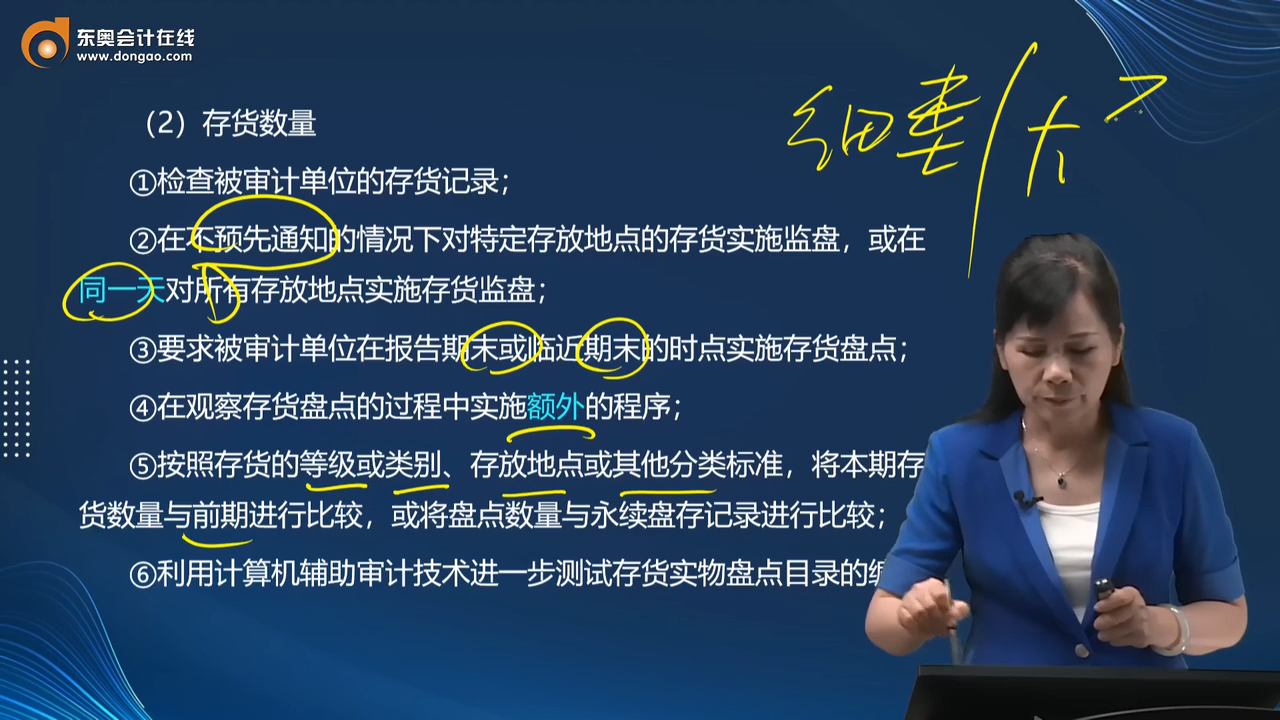 东奥会计在线
www.dongao.com
（2）存货数量
①检查被审计单位的存货记录；
②在不预先通知的情况下对特定存放地点的存货实施监盘，或在
同一天对所有存放地点实施存货监盘；
③要求被审计单位在报告期末或临近期末的时点实施存货盘点；
④在观察存货盘点的过程中实施额外的程序；
⑤按照存货的等级或类别、存放地点或其他分类标准，将本期存
货数量与前期进行比较，或将盘点数量与永续盘存记录进行比较；
⑥利用计算机辅助审计技术进一步测试存货实物盘点目录的编